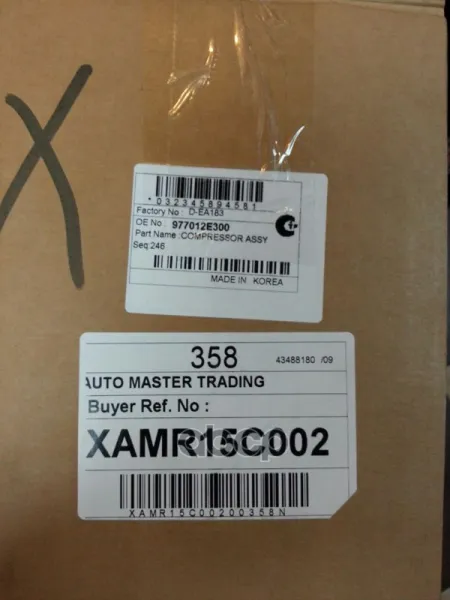 X
*032345894581
Factory No : D-EA183
OE No : 977012E300
Part Name :COMPRESSOR ASSY
Seq:246
MADE IN KOREA
358 43488180 /09
AUTO MASTER TRADING
Buyer Ref. No :
XAMR15C002
XAMR15C00200358N